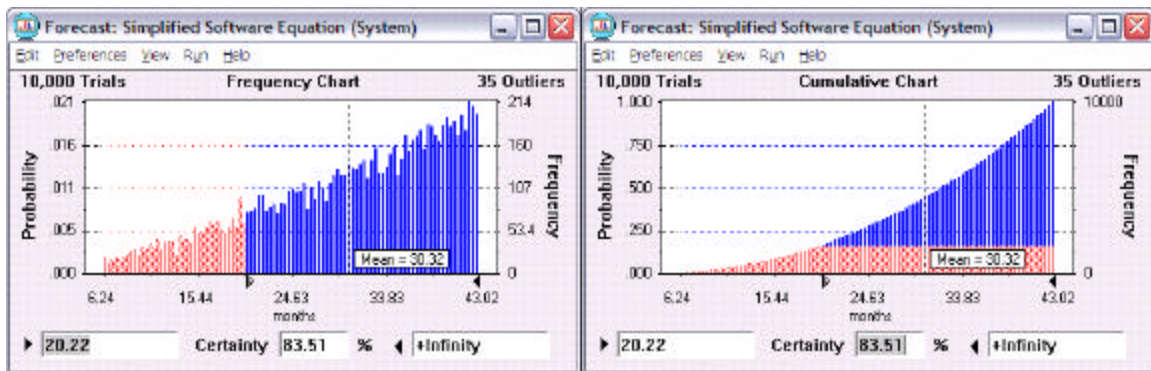 Forecast: Simplified Software Equation (System)
Edit Preferences View Run Help
10,000 Trials Frequency Chart 35 Outliers
.021 214
.016 160
.011 107
.005 53.4
.000 0
Probability
Frequency
Mean = 30.32
6.24 15.44 24.63 33.83 43.02
months
20.22 Certainty 83.51 % +Infinity
Forecast: Simplified Software Equation (System)
Edit Preferences View Run Help
10,000 Trials Cumulative Chart 35 Outliers
1.000 10000
.750
.500
.250
.000 0
Probability
Frequency
Mean = 30.32
6.24 15.44 24.63 33.83 43.02
months
20.22 Certainty 83.51 % +Infinity